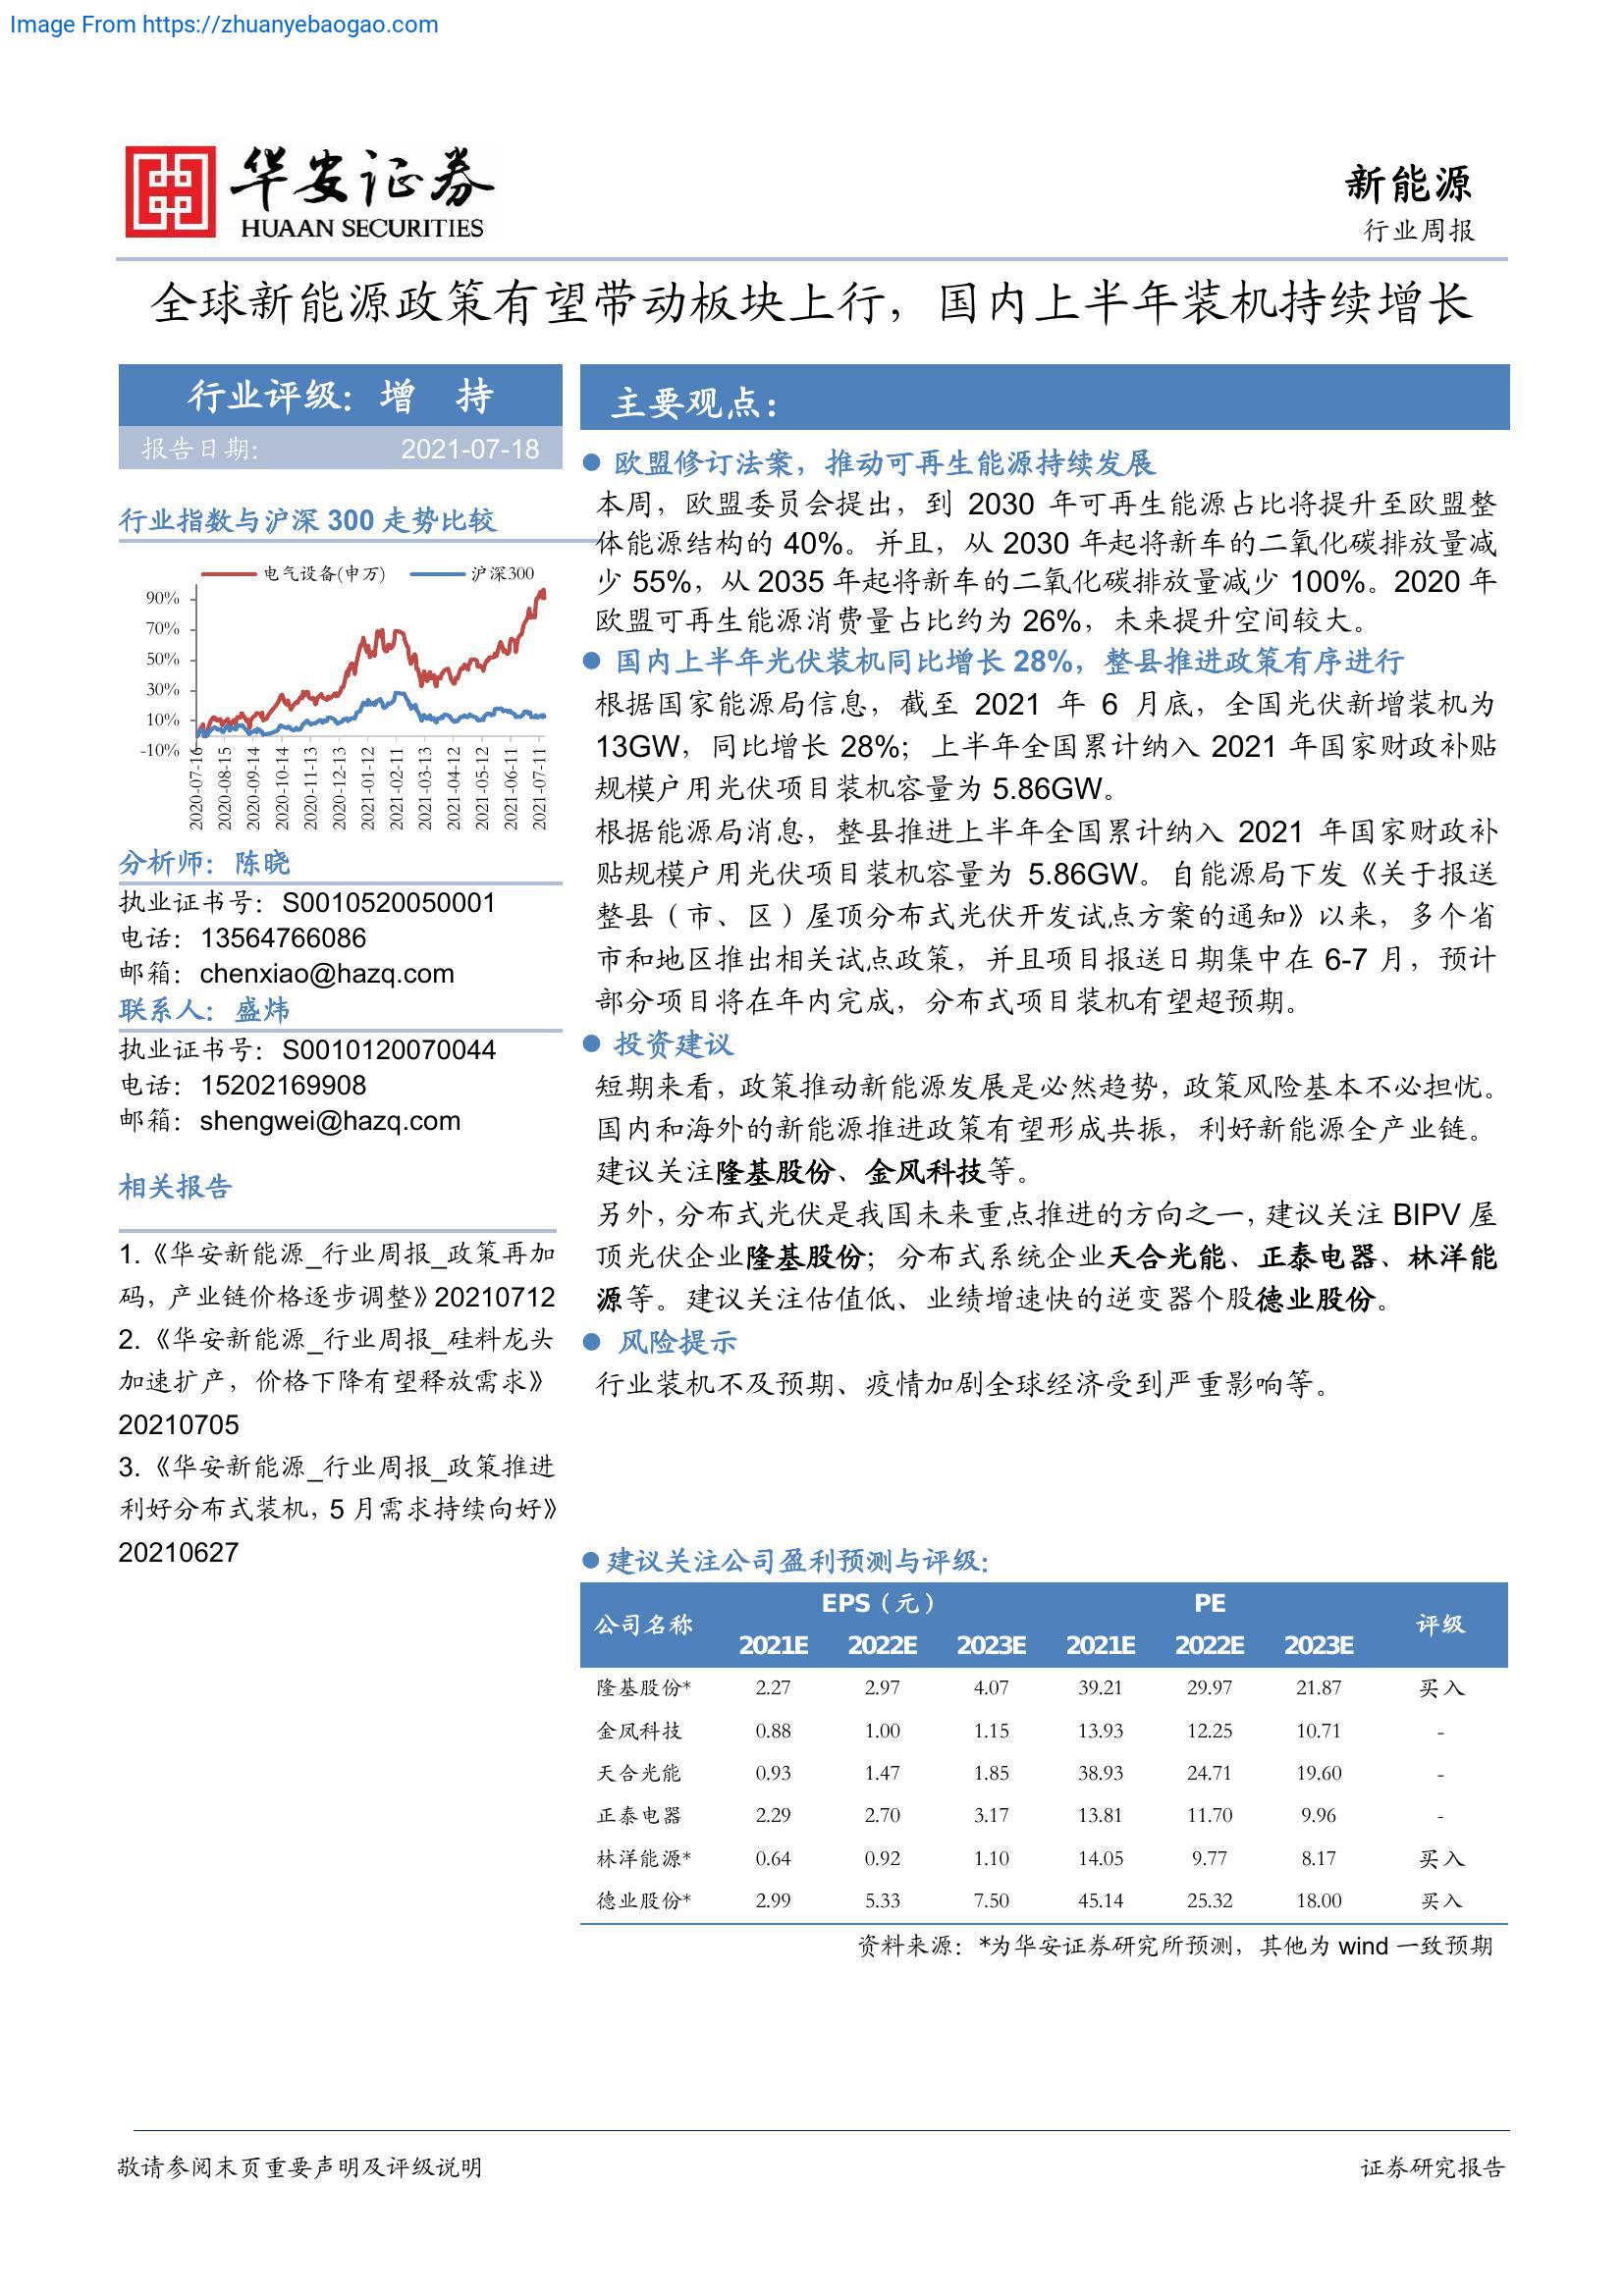 Image From https://zhuanyebaogao.com
华安证券
HUAAN SECURITIES
新能源
行业周报
全球新能源政策有望带动板块上行，国内上半年装机持续增长
行业评级：增 持
报告日期： 2021-07-18
行业指数与沪深 300 走势比较
电气设备(申万) 沪深300
90%
70%
50%
30%
10%
-10%
2020-07-16 2020-08-15 2020-09-14 2020-10-14 2020-11-13 2020-12-13 2021-01-12 2021-02-11 2021-03-13 2021-04-12 2021-05-12 2021-06-11 2021-07-11
分析师：陈晓
执业证书号：S0010520050001
电话：13564766086
邮箱：chenxiao@hazq.com
联系人：盛炜
执业证书号：S0010120070044
电话：15202169908
邮箱：shengwei@hazq.com
相关报告
1.《华安新能源_行业周报_政策再加
码，产业链价格逐步调整》20210712
2.《华安新能源_行业周报_硅料龙头
加速扩产，价格下降有望释放需求》
20210705
3.《华安新能源_行业周报_政策推进
利好分布式装机，5 月需求持续向好》
20210627
主要观点：
● 欧盟修订法案，推动可再生能源持续发展
本周，欧盟委员会提出，到 2030 年可再生能源占比将提升至欧盟整
体能源结构的 40%。并且，从 2030 年起将新车的二氧化碳排放量减
少 55%，从 2035 年起将新车的二氧化碳排放量减少 100%。2020 年
欧盟可再生能源消费量占比约为 26%，未来提升空间较大。
● 国内上半年光伏装机同比增长 28%，整县推进政策有序进行
根据国家能源局信息，截至 2021 年 6 月底，全国光伏新增装机为
13GW，同比增长 28%；上半年全国累计纳入 2021 年国家财政补贴
规模户用光伏项目装机容量为 5.86GW。
根据能源局消息，整县推进上半年全国累计纳入 2021 年国家财政补
贴规模户用光伏项目装机容量为 5.86GW。自能源局下发《关于报送
整县（市、区）屋顶分布式光伏开发试点方案的通知》以来，多个省
市和地区推出相关试点政策，并且项目报送日期集中在 6-7 月，预计
部分项目将在年内完成，分布式项目装机有望超预期。
● 投资建议
短期来看，政策推动新能源发展是必然趋势，政策风险基本不必担忧。
国内和海外的新能源推进政策有望形成共振，利好新能源全产业链。
建议关注隆基股份、金风科技等。
另外，分布式光伏是我国未来重点推进的方向之一，建议关注 BIPV 屋
顶光伏企业隆基股份；分布式系统企业天合光能、正泰电器、林洋能
源等。建议关注估值低、业绩增速快的逆变器个股德业股份。
● 风险提示
行业装机不及预期、疫情加剧全球经济受到严重影响等。
● 建议关注公司盈利预测与评级：
公司名称 EPS（元） PE 评级
2021E 2022E 2023E 2021E 2022E 2023E
隆基股份* 2.27 2.97 4.07 39.21 29.97 21.87 买入
金凤科技 0.88 1.00 1.15 13.93 12.25 10.71 -
天合光能 0.93 1.47 1.85 38.93 24.71 19.60 -
正泰电器 2.29 2.70 3.17 13.81 11.70 9.96 -
林洋能源* 0.64 0.92 1.10 14.05 9.77 8.17 买入
德业股份* 2.99 5.33 7.50 45.14 25.32 18.00 买入
资料来源：*为华安证券研究所预测，其他为 wind 一致预期
敬请参阅末页重要声明及评级说明
证券研究报告